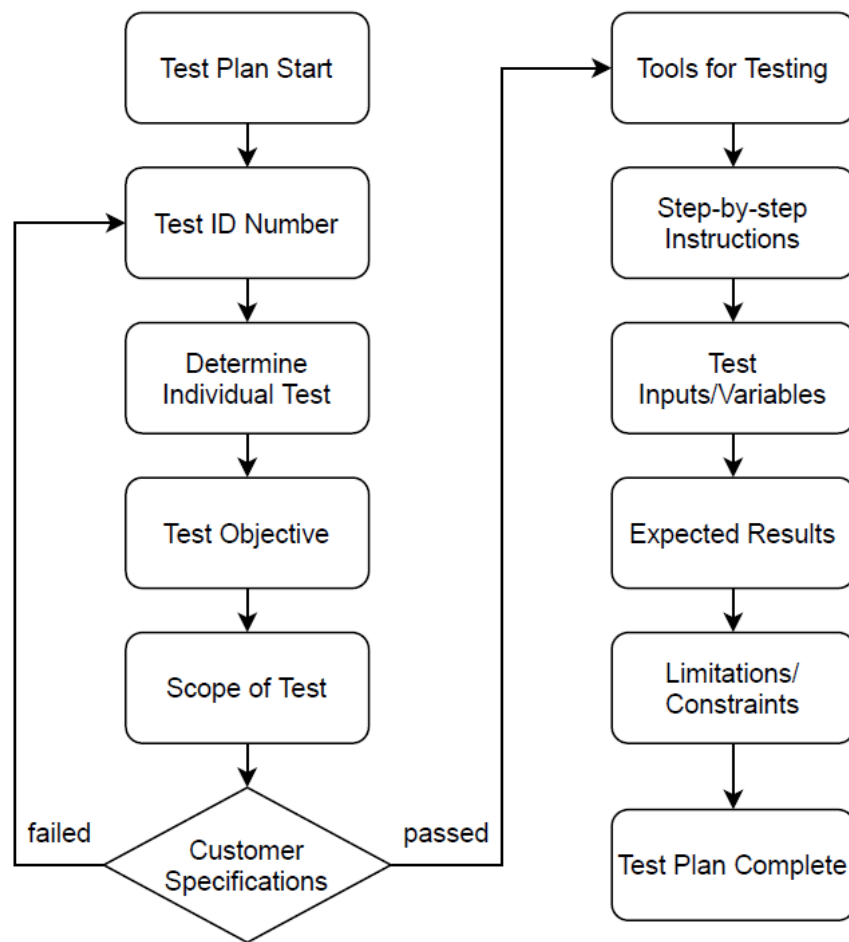 Test Plan Start
Test ID Number
Determine
Individual Test
Test Objective
Scope of Test
failed
Customer
Specifications
passed
Tools for Testing
Step-by-step
Instructions
Test
Inputs/Variables
Expected Results
Limitations/
Constraints
Test Plan Complete